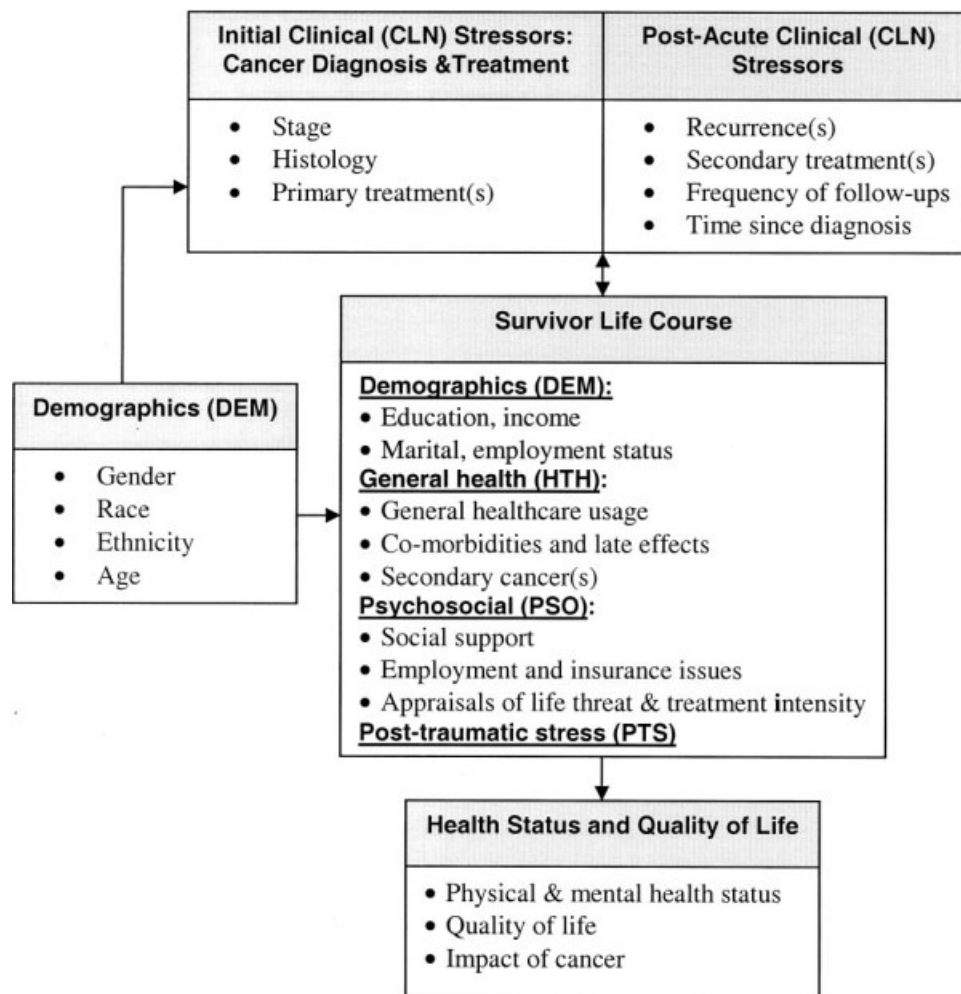 Initial Clinical (CLN) Stressors:
Cancer Diagnosis &Treatment
• Stage
• Histology
• Primary treatment(s)
Post-Acute Clinical (CLN)
Stressors
• Recurrence(s)
• Secondary treatment(s)
• Frequency of follow-ups
• Time since diagnosis
Demographics (DEM)
• Gender
• Race
• Ethnicity
• Age
Survivor Life Course
Demographics (DEM):
• Education, income
• Marital, employment status
General health (HTH):
• General healthcare usage
• Co-morbidities and late effects
• Secondary cancer(s)
Psychosocial (PSO):
• Social support
• Employment and insurance issues
• Appraisals of life threat & treatment intensity
Post-traumatic stress (PTS)
Health Status and Quality of Life
• Physical & mental health status
• Quality of life
• Impact of cancer